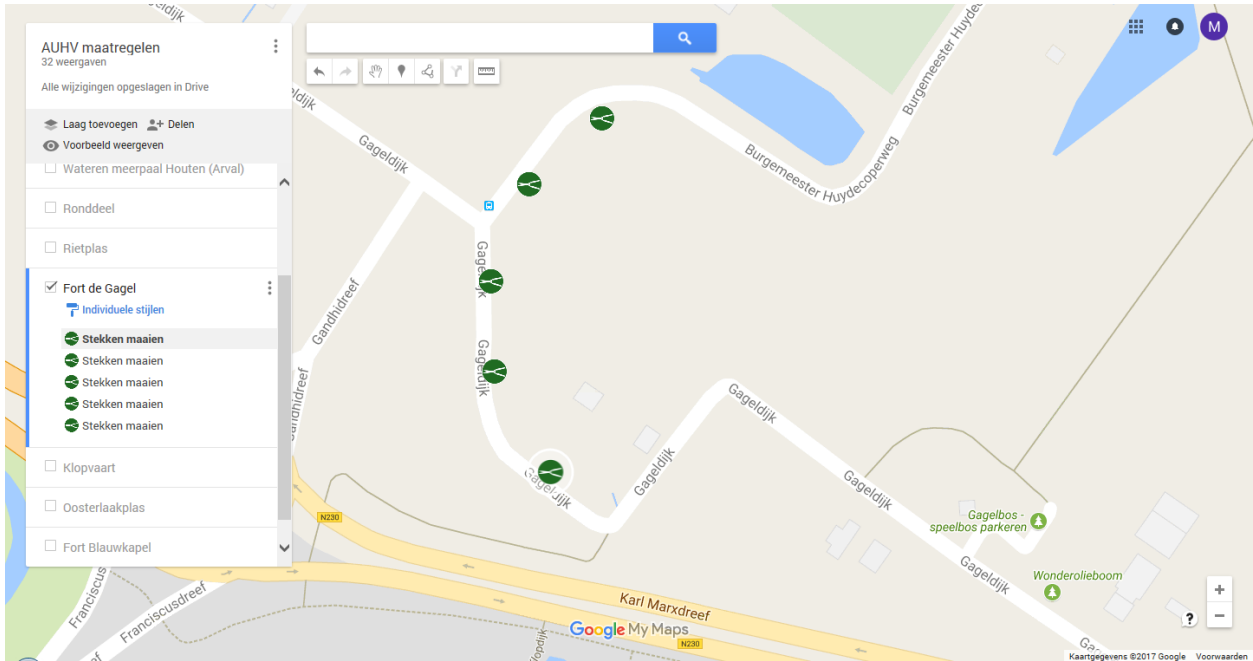 AUHV maatregelen
32 weergaven
Alle wijzigingen opgeslagen in Drive
Laag toevoegen
Delen
Voorbeeld weergeven
Wateren meerpaal Houten (Arval)
Ronddeel
Rietplas
Fort de Gagel
Individuele stijlen
Stekken maaien
Stekken maaien
Stekken maaien
Stekken maaien
Stekken maaien
Klopvaart
Oosterlaakplas
Fort Blauwkapel
M
Gageldijk
Burgemeester Huydecoperweg
Burgemeester Huydecoperweg
Gandhidreef
Gageldijk
Gageldijk
Gageldijk
Gageldijk
Gageldijk
Gageldijk
Gageldijk
Gagelbos -
speelbos parkeren
Wonderolieboom
N230
Karl Marxdreef
N230
Franciscusdreef
Google My Maps
+
−
?
Kaartgegevens ©2017 Google Voorwaarden